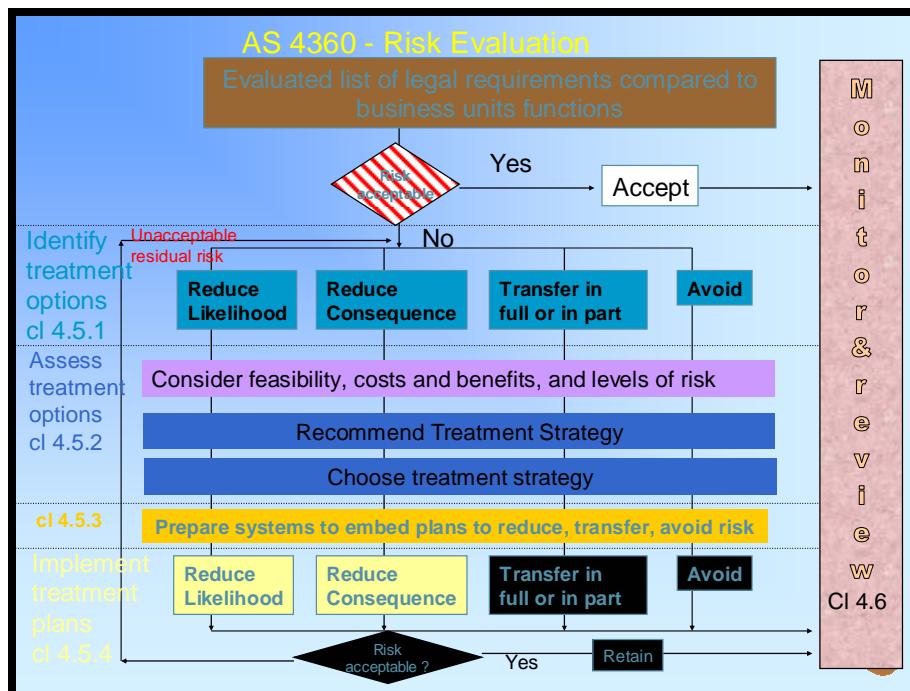 AS 4360 - Risk Evaluation
Evaluated list of legal requirements compared to
business units functions
Risk
acceptable
Yes
Accept
No
Unacceptable
residual risk
Identify
treatment
options
cl 4.5.1
Reduce
Likelihood
Reduce
Consequence
Transfer in
full or in part
Avoid
Assess
treatment
options
cl 4.5.2
Consider feasibility, costs and benefits, and levels of risk
Recommend Treatment Strategy
Choose treatment strategy
cl 4.5.3
Prepare systems to embed plans to reduce, transfer, avoid risk
Implement
treatment
plans
cl 4.5.4
Reduce
Likelihood
Reduce
Consequence
Transfer in
full or in part
Avoid
Risk
acceptable ?
Yes
Retain
Monitor&review
Cl 4.6